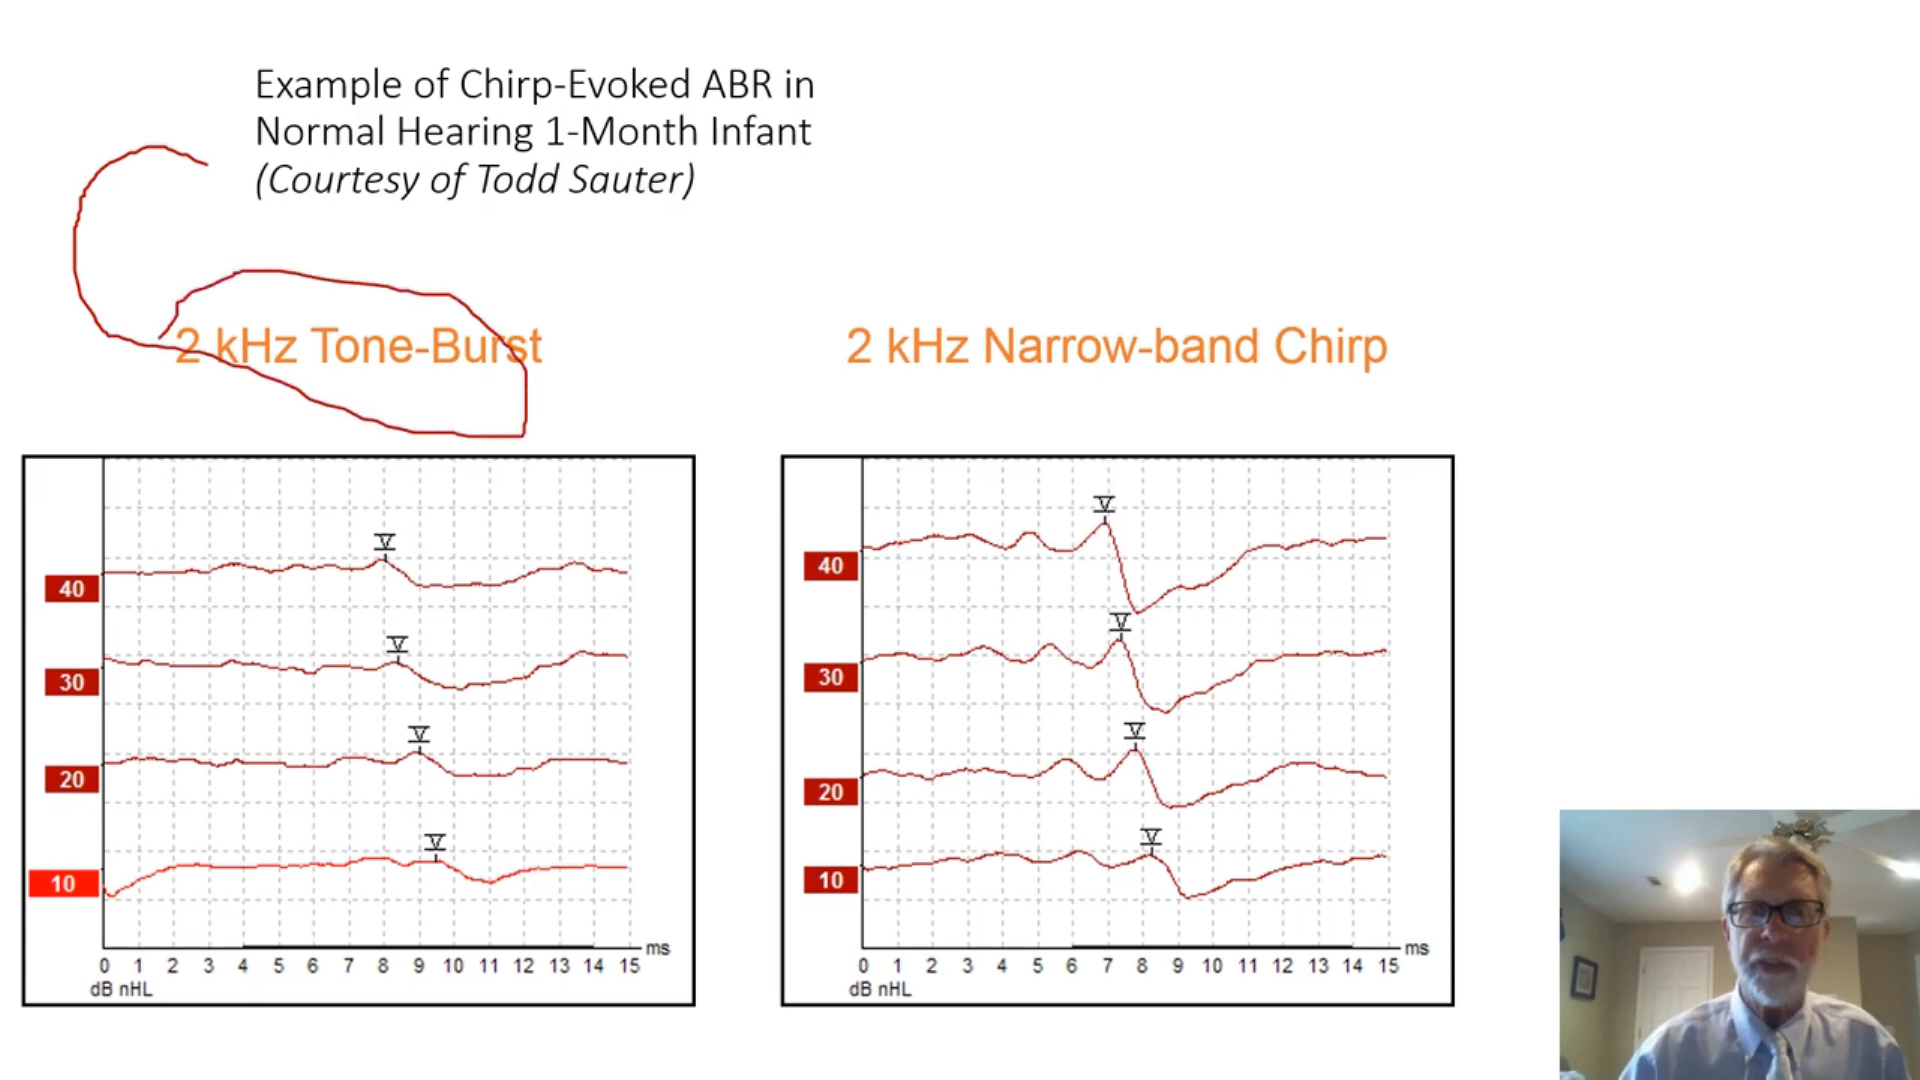 Example of Chirp-Evoked ABR in
Normal Hearing 1-Month Infant
(Courtesy of Todd Sauter)
2 kHz Tone-Burst
2 kHz Narrow-band Chirp
V
40
V
30
V
20
V
10
0 1 2 3 4 5 6 7 8 9 10 11 12 13 14 15 ms
dB nHL
V
40
V
30
V
20
V
10
0 1 2 3 4 5 6 7 8 9 10 11 12 13 14 15 ms
dB nHL